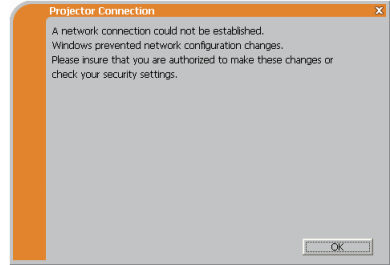 Projector Connection
x
A network connection could not be established.
Windows prevented network configuration changes.
Please insure that you are authorized to make these changes or
check your security settings.
OK